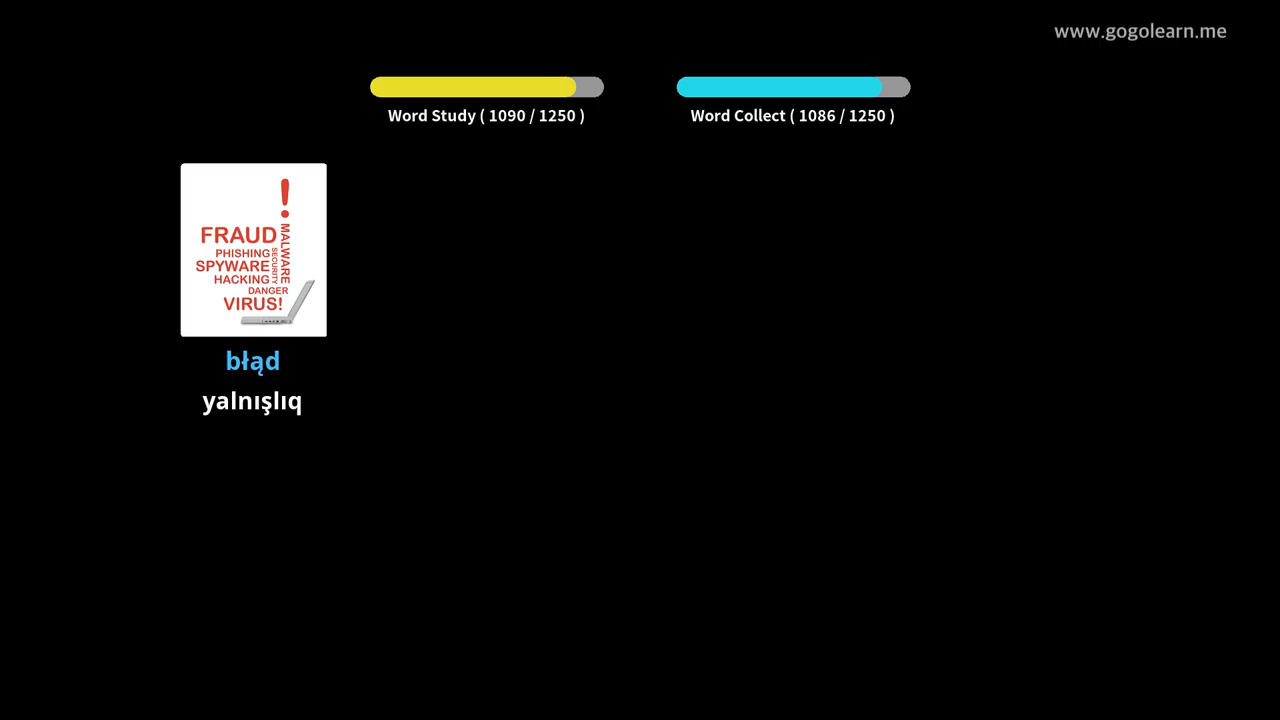 www.gogolearn.me
Word Study ( 1090 / 1250 )
Word Collect ( 1086 / 1250 )
!
FRAUD
PHISHING
SPYWARE
HACKING
DANGER
VIRUS!
SECURITY
MALWARE
błąd
yalnışlıq